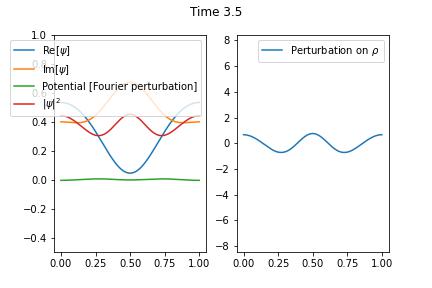 Time 3.5
Re[ψ]
Im[ψ]
Potential [Fourier perturbation]
|ψ|²
1.0
0.8
0.6
0.4
0.2
0.0
−0.2
−0.4
0.00 0.25 0.50 0.75 1.00
Perturbation on ρ
8
6
4
2
0
−2
−4
−6
−8
0.00 0.25 0.50 0.75 1.00